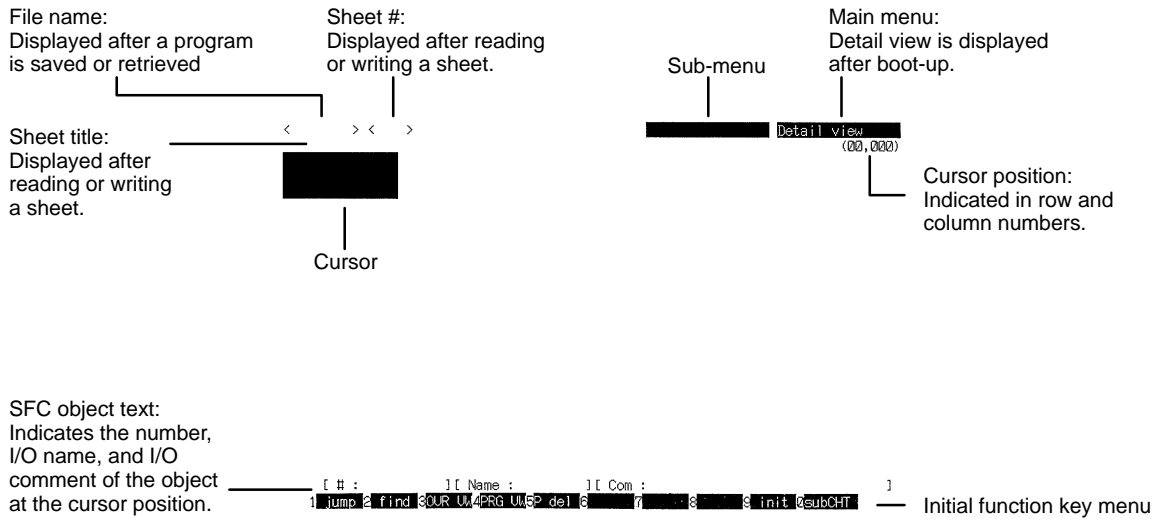 File name:
Displayed after a program
is saved or retrieved
Sheet #:
Displayed after reading
or writing a sheet.
Sub-menu
Main menu:
Detail view is displayed
after boot-up.
Sheet title:
Displayed after
reading or writing
a sheet.
< > < >
Detail view
(00,000)
Cursor position:
Indicated in row and
column numbers.
Cursor
SFC object text:
Indicates the number,
I/O name, and I/O
comment of the object
at the cursor position.
[ # : ][ Name : ][ Com : ]
1 jump 2 find 3OUR VW4PRG VW5P del 6 7 8 9 init 0subCHT
Initial function key menu